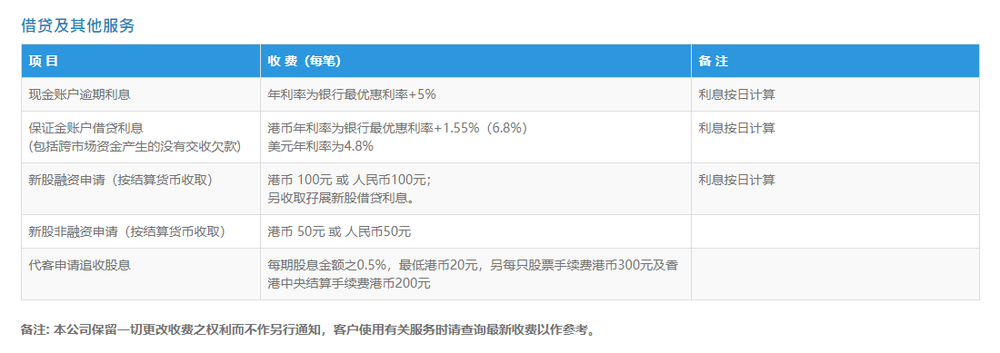 借贷及其他服务
项 目 收 费（每笔） 备 注
现金账户逾期利息 年利率为银行最优惠利率+5% 利息按日计算
保证金账户借贷利息 港币年利率为银行最优惠利率+1.55%（6.8%） 利息按日计算
(包括跨市场资金产生的没有交收欠款) 美元年利率为4.8%
新股融资申请（按结算货币收取） 港币 100元 或 人民币100元； 利息按日计算
另收取孖展新股借贷利息。
新股非融资申请（按结算货币收取） 港币 50元 或 人民币50元
代客申请追收股息 每期股息金额之0.5%，最低港币20元，另每只股票手续费港币300元及香
港中央结算手续费港币200元
备注: 本公司保留一切更改收费之权利而不作另行通知，客户使用有关服务时请查询最新收费以作参考。